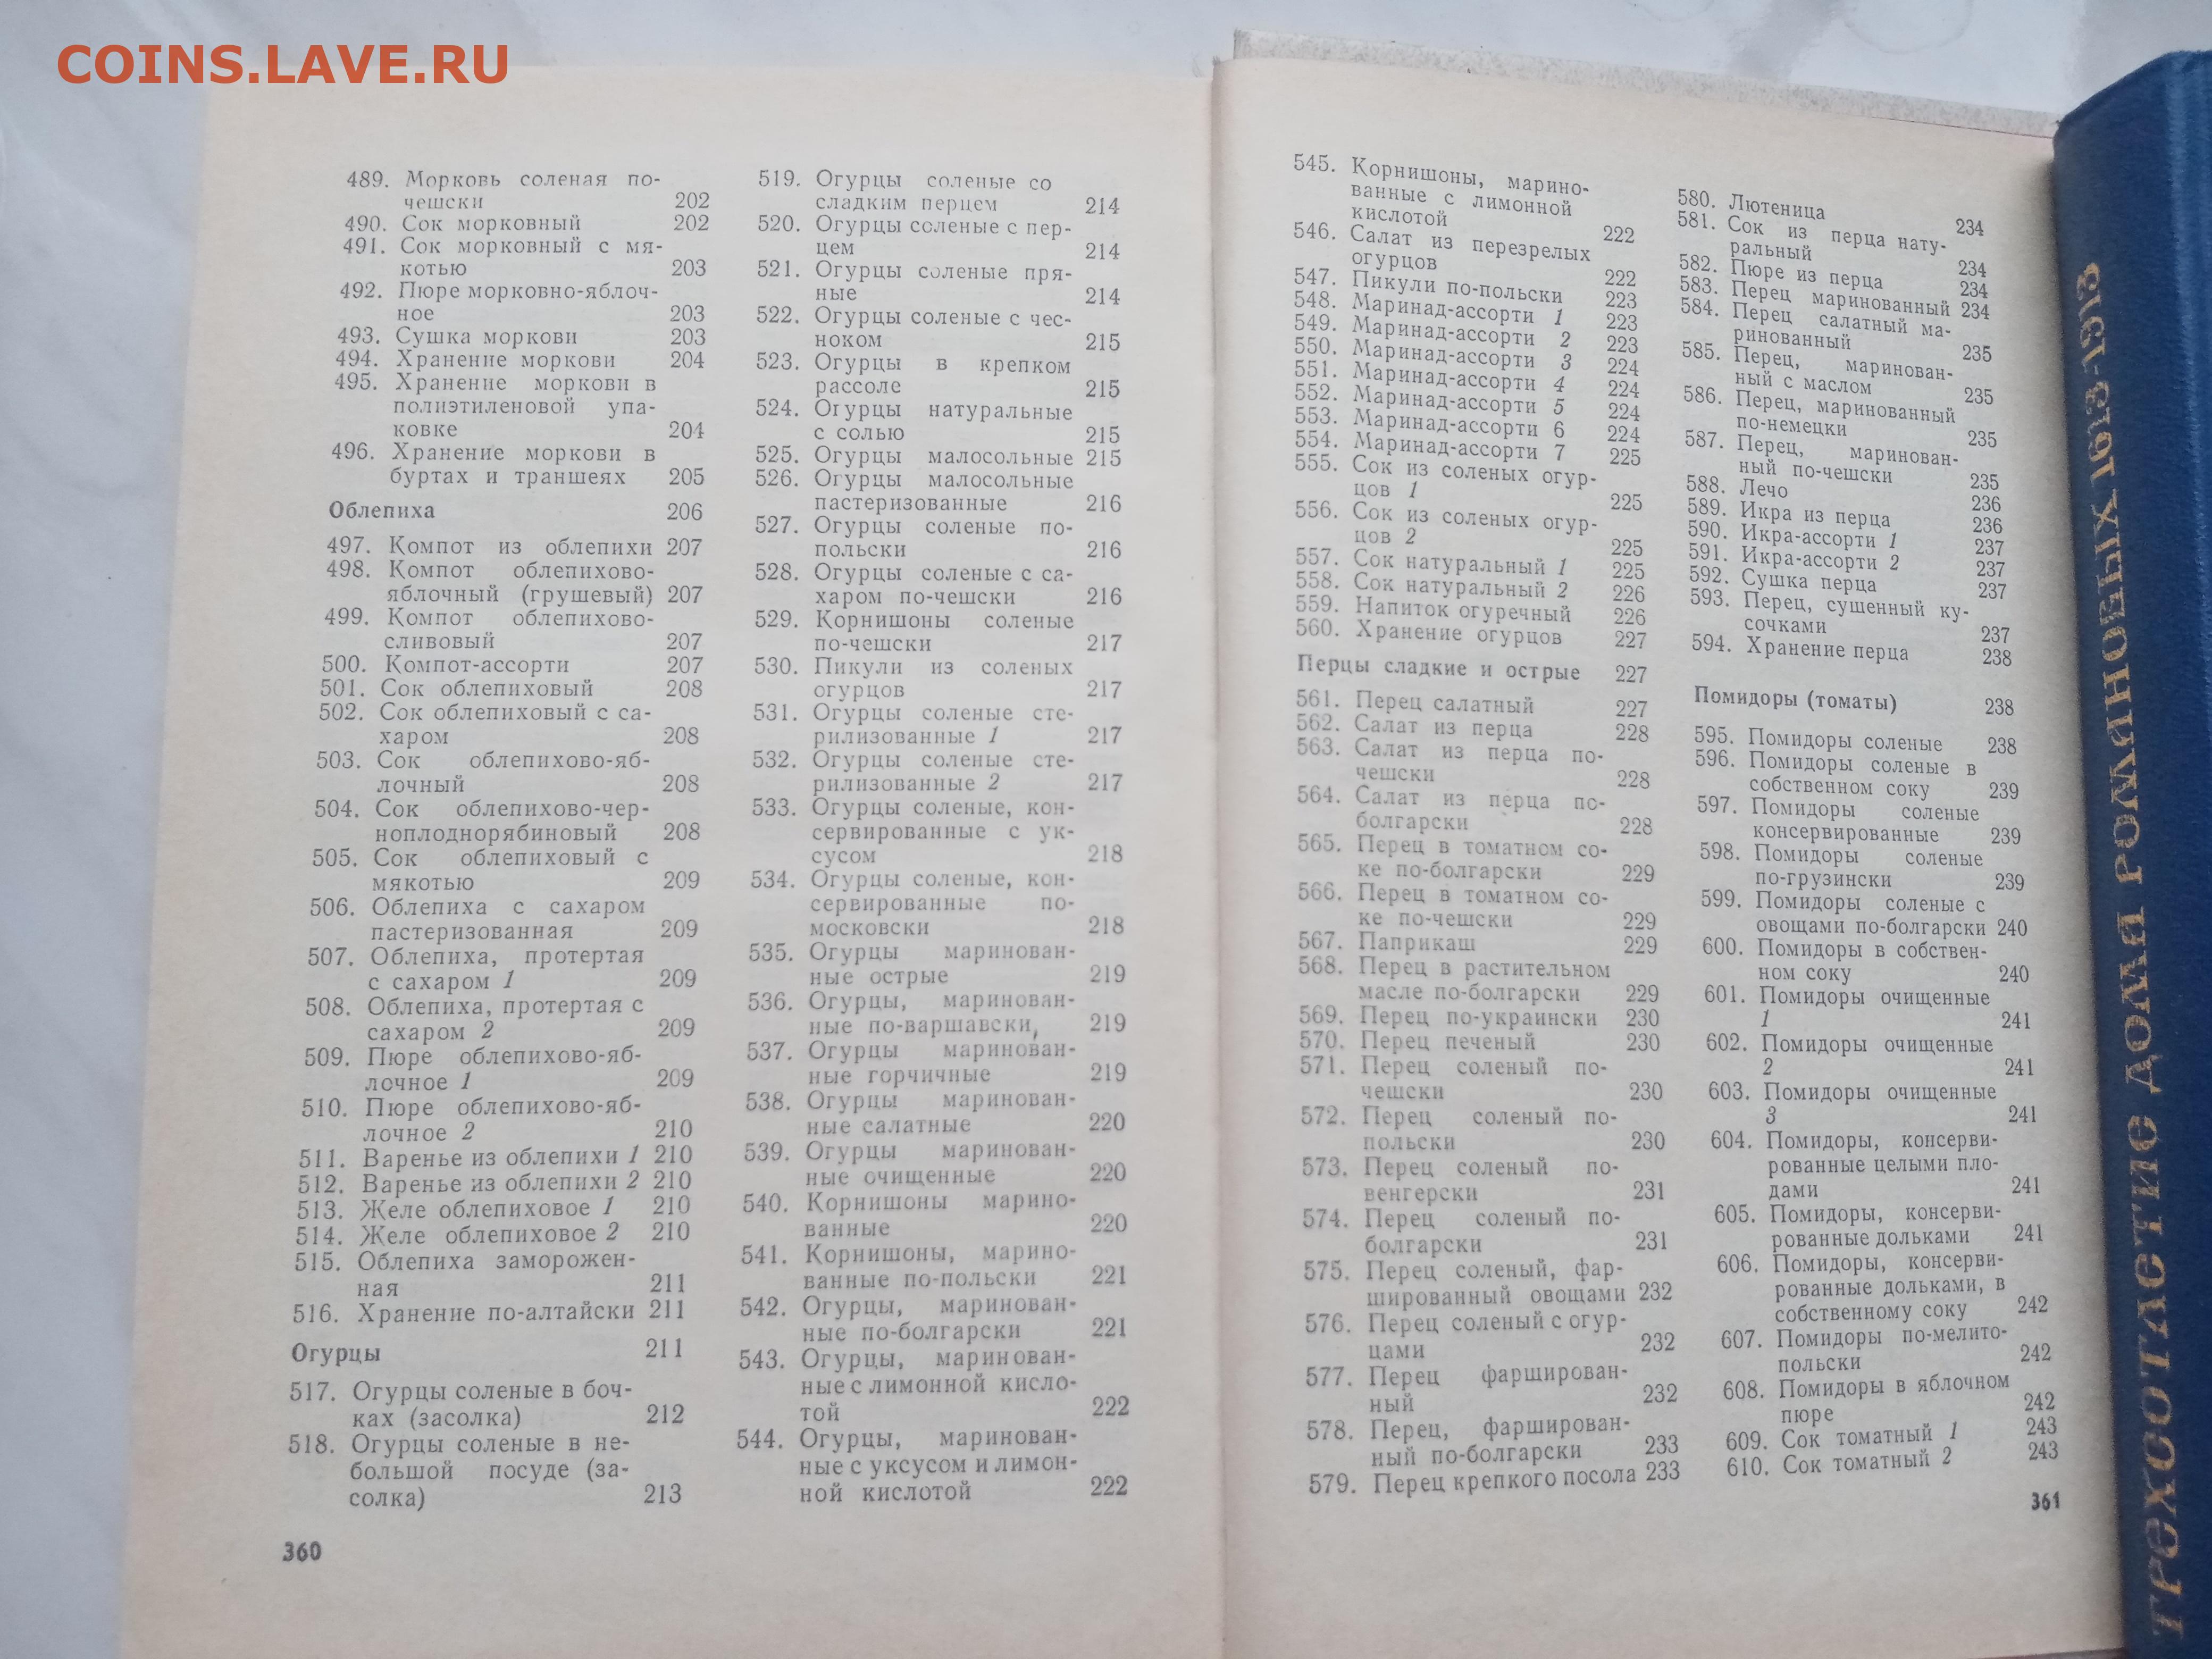 COINS.LAVE.RU
489. Морковь соленая по-
чешски 202
490. Сок морковный 202
491. Сок морковный с мя-
котью 203
492. Пюре морковно-яблоч-
ное 203
493. Сушка моркови 203
494. Хранение моркови 204
495. Хранение моркови в
полиэтиленовой упа-
ковке 204
496. Хранение моркови в
буртах и траншеях 205
Облепиха 206
497. Компот из облепихи 207
498. Компот облепихово-
яблочный (грушевый) 207
499. Компот облепихово-
сливовый 207
500. Компот-ассорти 207
501. Сок облепиховый 208
502. Сок облепиховый с са-
харом 208
503. Сок облепихово-яб-
лочный 208
504. Сок облепихово-чер-
ноплоднорябиновый 208
505. Сок облепиховый с
мякотью 209
506. Облепиха с сахаром
пастеризованная 209
507. Облепиха, протертая
с сахаром 1 209
508. Облепиха, протертая с
сахаром 2 209
509. Пюре облепихово-яб-
лочное 1 209
510. Пюре облепихово-яб-
лочное 2 210
511. Варенье из облепихи 1 210
512. Варенье из облепихи 2 210
513. Желе облепиховое 1 210
514. Желе облепиховое 2 210
515. Облепиха заморожен-
ная 211
516. Хранение по-алтайски 211
Огурцы 211
517. Огурцы соленые в боч-
ках (засолка) 212
518. Огурцы соленые в не-
большой посуде (за-
солка) 213
360
519. Огурцы соленые со
сладким перцем 214
520. Огурцы соленые с пер-
цем 214
521. Огурцы соленые пря-
ные 214
522. Огурцы соленые с чес-
ноком 215
523. Огурцы в крепком
рассоле 215
524. Огурцы натуральные
с солью 215
525. Огурцы малосольные 215
526. Огурцы малосольные
пастеризованные 216
527. Огурцы соленые по-
польски 216
528. Огурцы соленые с са-
харом по-чешски 216
529. Корнишоны соленые
по-чешски 217
530. Пикули из соленых
огурцов 217
531. Огурцы соленые сте-
рилизованные 1 217
532. Огурцы соленые сте-
рилизованные 2 217
533. Огурцы соленые, кон-
сервированные с ук-
сусом 218
534. Огурцы соленые, кон-
сервированные по-
московски 218
535. Огурцы маринован-
ные острые 219
536. Огурцы, маринован-
ные по-варшавски, 219
537. Огурцы маринован-
ные горчичные 219
538. Огурцы маринован-
ные салатные 220
539. Огурцы маринован-
ные очищенные 220
540. Корнишоны марино-
ванные 220
541. Корнишоны, марино-
ванные по-польски 221
542. Огурцы, маринован-
ные по-болгарски 221
543. Огурцы, маринован-
ные с лимонной кисло-
той 222
544. Огурцы, маринован-
ные с уксусом и лимон-
ной кислотой 222
545. Корнишоны, марино-
ванные с лимонной
кислотой 222
546. Салат из перезрелых
огурцов 222
547. Пикули по-польски 223
548. Маринад-ассорти 1 223
549. Маринад-ассорти 2 223
550. Маринад-ассорти 3 224
551. Маринад-ассорти 4 224
552. Маринад-ассорти 5 224
553. Маринад-ассорти 6 224
554. Маринад-ассорти 7 225
555. Сок из соленых огур-
цов 1 225
556. Сок из соленых огур-
цов 2 225
557. Сок натуральный 1 225
558. Сок натуральный 2 226
559. Напиток огуречный 226
560. Хранение огурцов 227
Перцы сладкие и острые 227
561. Перец салатный 227
562. Салат из перца 228
563. Салат из перца по-
чешски 228
564. Салат из перца по-
болгарски 228
565. Перец в томатном со-
ке по-болгарски 229
566. Перец в томатном со-
ке по-чешски 229
567. Паприкаш 229
568. Перец в растительном
масле по-болгарски 229
569. Перец по-украински 230
570. Перец печеный 230
571. Перец соленый по-
чешски 230
572. Перец соленый по-
польски 230
573. Перец соленый по-
венгерски 231
574. Перец соленый по-
болгарски 231
575. Перец соленый, фар-
шированный овощами 232
576. Перец соленый с огур-
цами 232
577. Перец фарширован-
ный 232
578. Перец, фарширован-
ный по-болгарски 233
579. Перец крепкого посола 233
580. Лютеница 234
581. Сок из перца нату-
ральный 234
582. Пюре из перца 234
583. Перец маринованный 234
584. Перец салатный ма-
ринованный 235
585. Перец, маринован-
ный с маслом 235
586. Перец, маринованный
по-немецки 235
587. Перец, маринован-
ный по-чешски 235
588. Лечо 236
589. Икра из перца 236
590. Икра-ассорти 1 237
591. Икра-ассорти 2 237
592. Сушка перца 237
593. Перец, сушенный ку-
сочками 237
594. Хранение перца 238
Помидоры (томаты) 238
595. Помидоры соленые 238
596. Помидоры соленые в
собственном соку 239
597. Помидоры соленые
консервированные 239
598. Помидоры соленые
по-грузински 239
599. Помидоры соленые с
овощами по-болгарски 240
600. Помидоры в собствен-
ном соку 240
601. Помидоры очищенные
1 241
602. Помидоры очищенные
2 241
603. Помидоры очищенные
3 241
604. Помидоры, консерви-
рованные целыми пло-
дами 241
605. Помидоры, консерви-
рованные дольками 241
606. Помидоры, консерви-
рованные дольками, в
собственному соку 242
607. Помидоры по-мелито-
польски 242
608. Помидоры в яблочном
пюре 242
609. Сок томатный 1 243
610. Сок томатный 2 243
361
ТРЕХСОТЛЕТИЕ ДОМА РОМАНОВЫХ 1613-1913